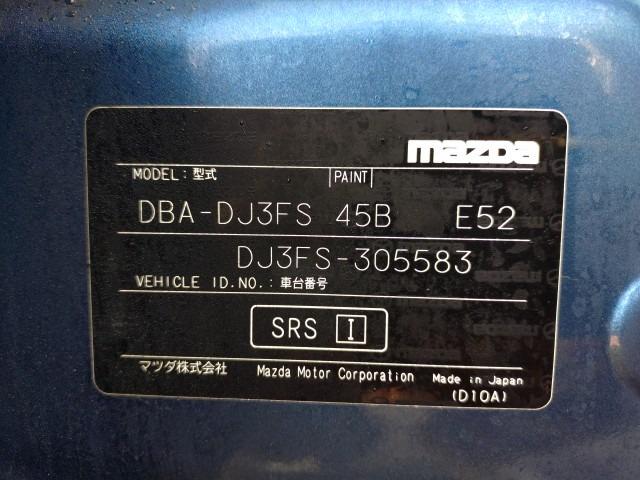 mazda
MODEL：型式 PAINT
DBA-DJ3FS 45B E52
DJ3FS-305583
VEHICLE ID.NO.：車台番号
SRS I
マツダ株式会社 Mazda Motor Corporation Made in Japan
(D10A)